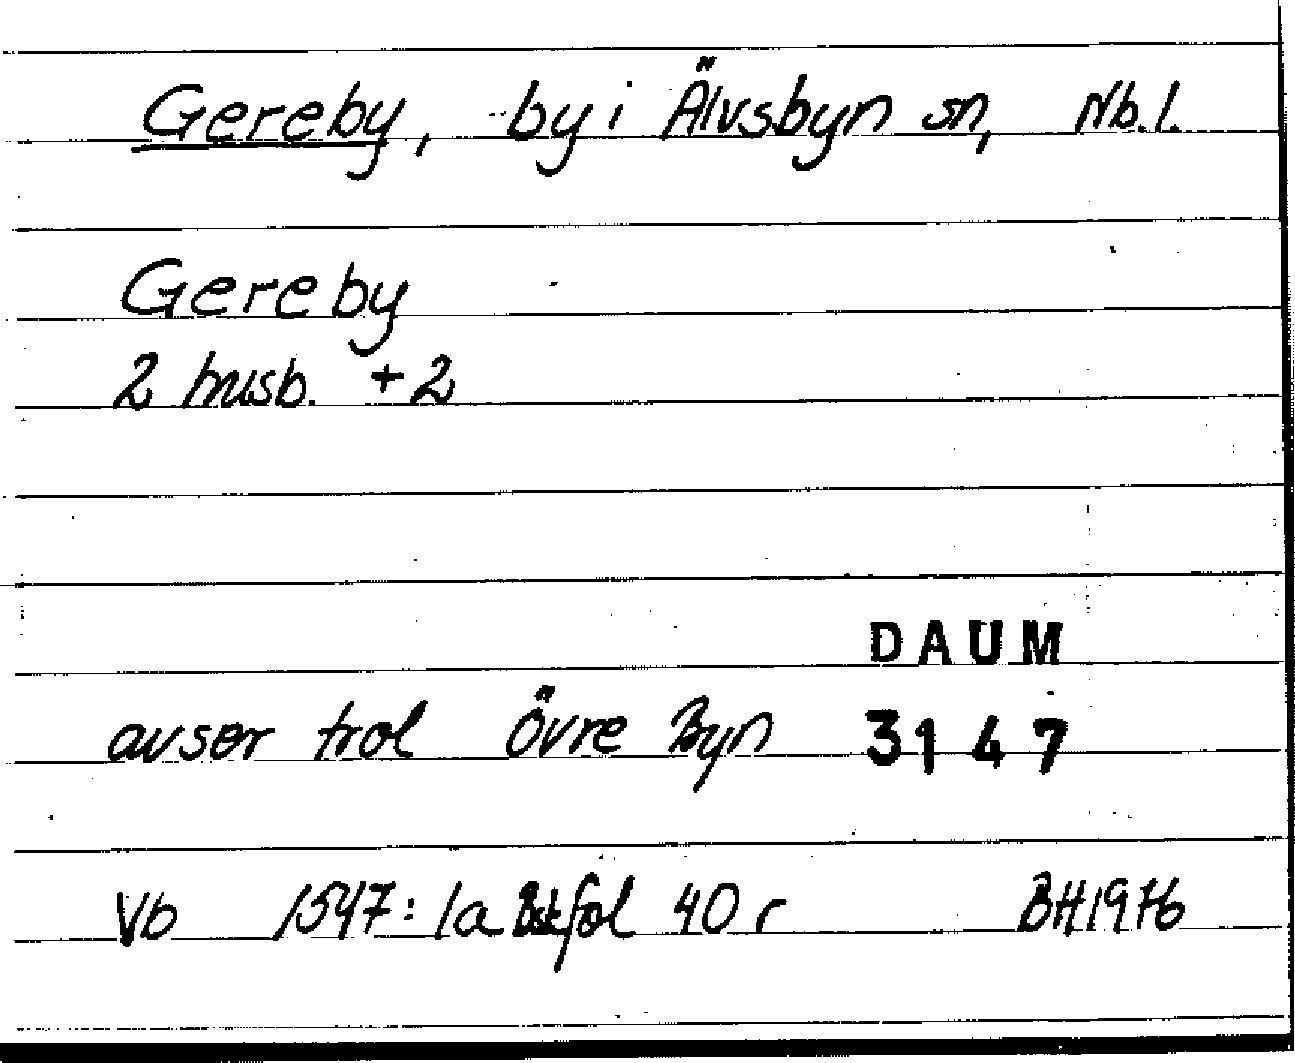 Gereby, by i Älvsbyn sn, Nb.l.
Gereby
2 husb. +2
DAUM
avser trol Övre Byn 3147
Vb 1547:1a fol 40 r BH1976